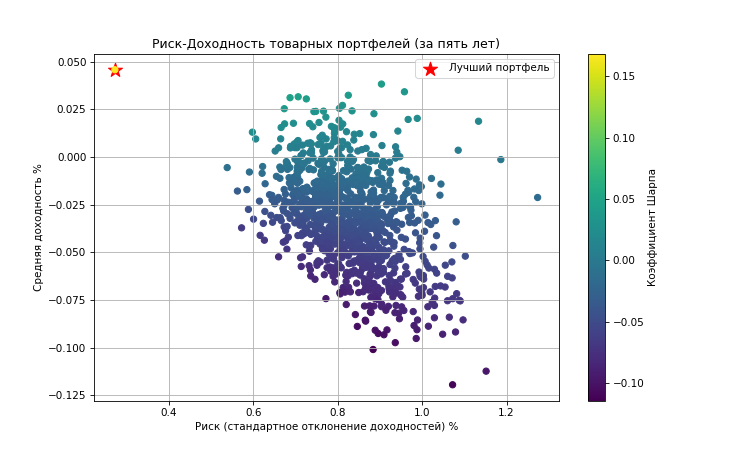 Риск-Доходность товарных портфелей (за пять лет)
Лучший портфель
Средняя доходность %
0.050
0.025
0.000
−0.025
−0.050
−0.075
−0.100
−0.125
0.4 0.6 0.8 1.0 1.2
Риск (стандартное отклонение доходностей) %
0.15
0.10
0.05
0.00
−0.05
−0.10
Коэффициент Шарпа